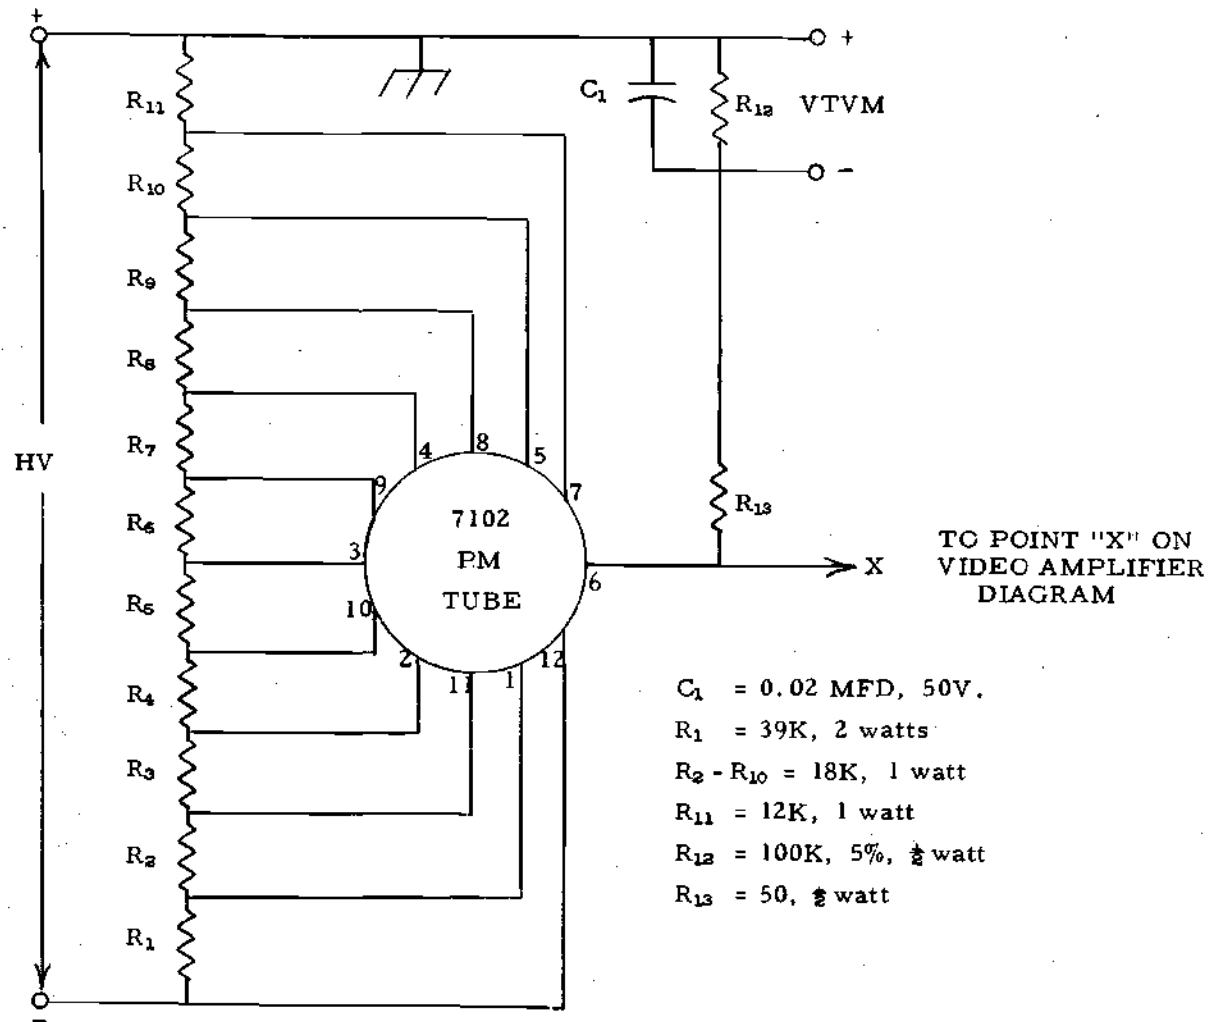 +
+
R₁₁
C₁
R₁₂ VTVM
-
R₁₀
R₉
R₈
R₇
4
8
5
HV
9
7
7102
R₁₃
R₆
3
PM
TO POINT "X" ON
X
VIDEO AMPLIFIER
6
R₅
10
TUBE
DIAGRAM
2
12
11
1
R₄
C₁ = 0.02 MFD, 50V.
R₁ = 39K, 2 watts
R₃
R₂ - R₁₀ = 18K, 1 watt
R₁₁ = 12K, 1 watt
R₂
R₁₂ = 100K, 5%, ½ watt
R₁₃ = 50, ½ watt
R₁
-